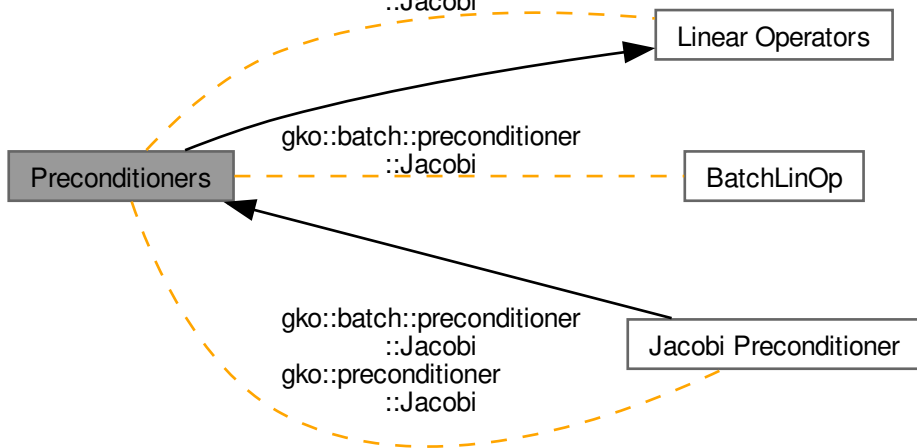 ::Jacobi
Linear Operators
gko::batch::preconditioner
::Jacobi
Preconditioners
BatchLinOp
gko::batch::preconditioner
::Jacobi
Jacobi Preconditioner
gko::preconditioner
::Jacobi